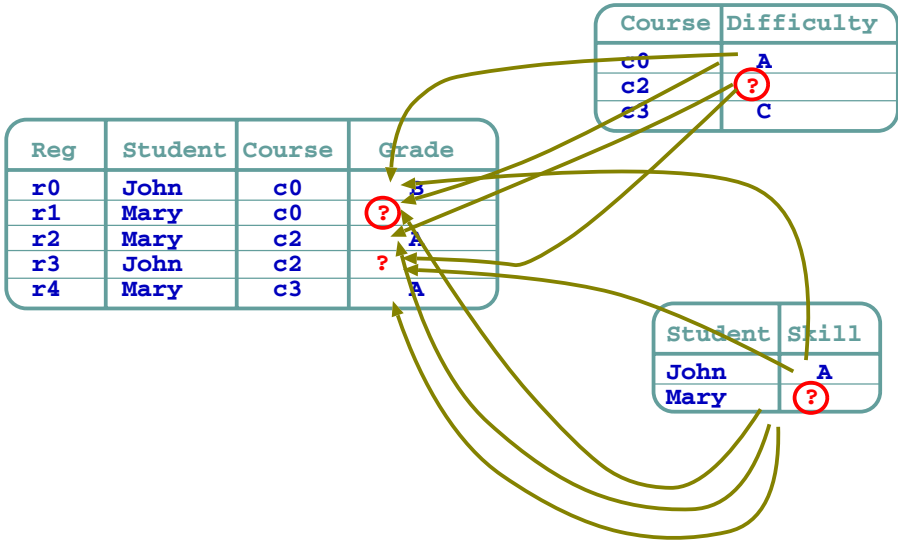 Course Difficulty
c0 A
c2 ?
c3 C
Reg Student Course Grade
r0 John c0 B
r1 Mary c0 ?
r2 Mary c2 A
r3 John c2 ?
r4 Mary c3 A
Student Skill
John A
Mary ?